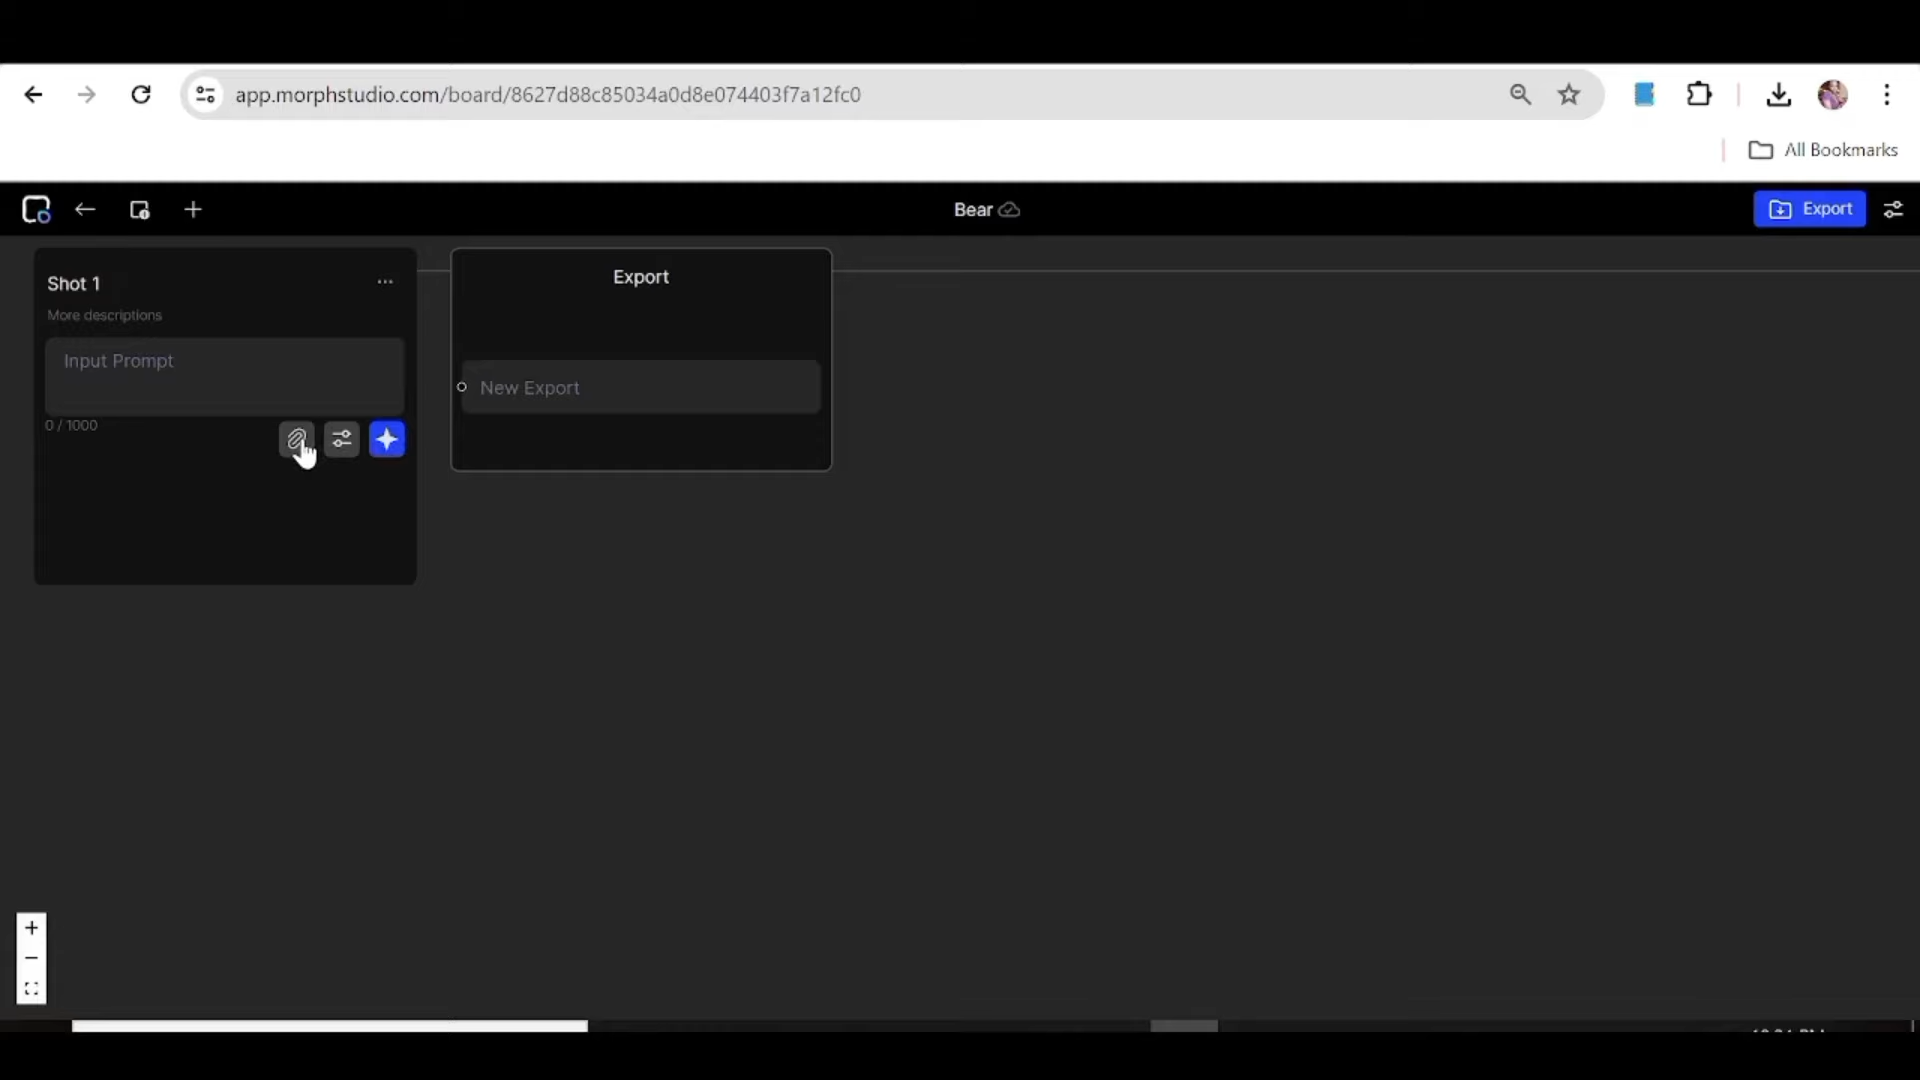 app.morphstudio.com/board/8627d88c85034a0d8e074403f7a12fc0
All Bookmarks
Bear
Export
Shot 1
...
More descriptions
Input Prompt
0 / 1000
Export
New Export